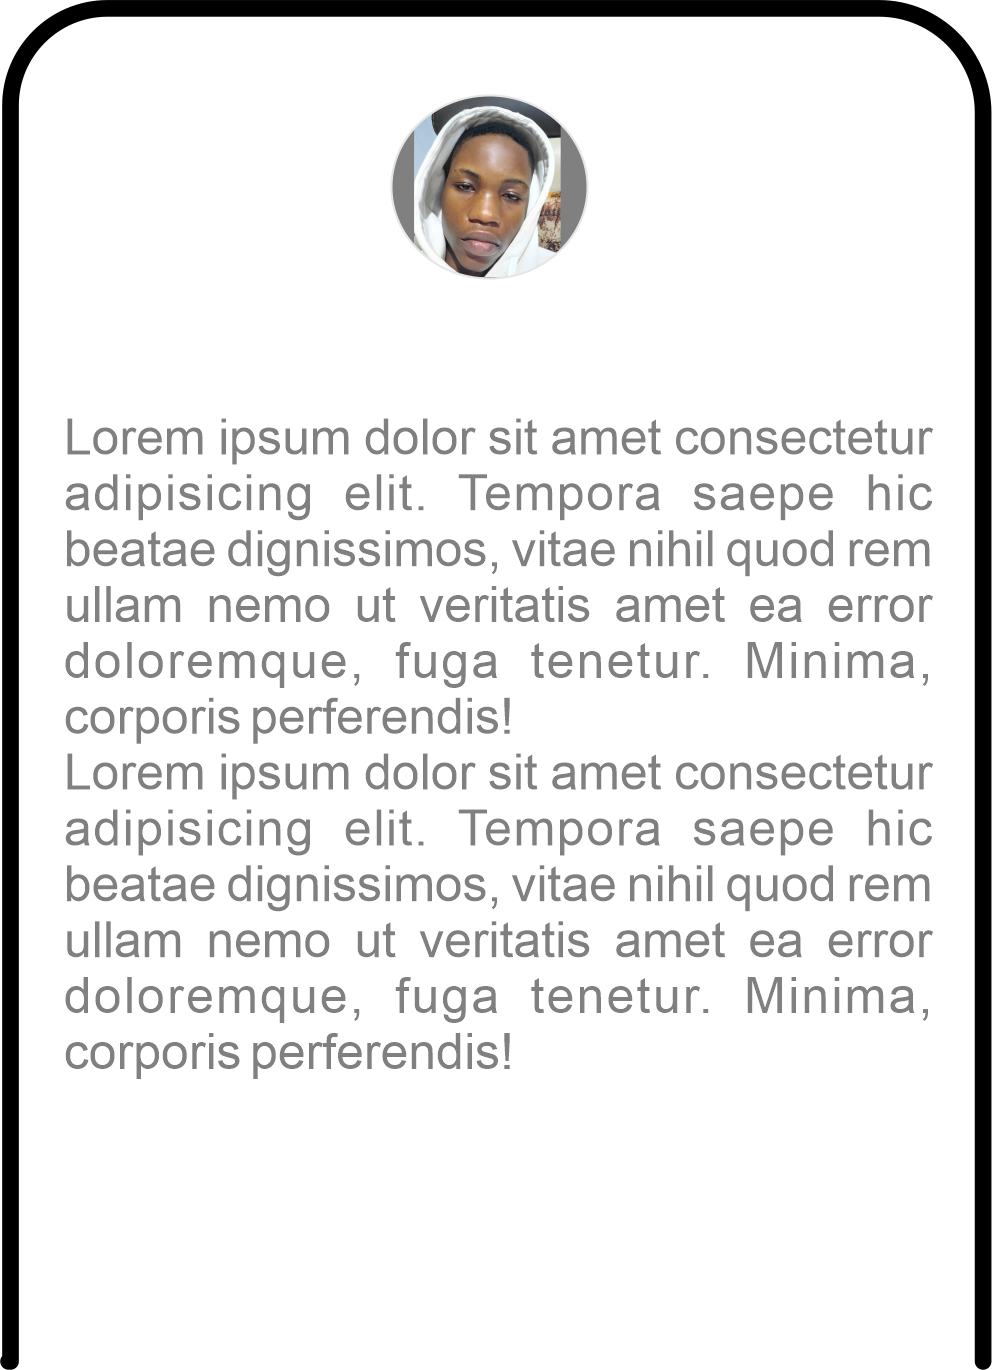 Lorem ipsum dolor sit amet consectetur
adipisicing elit. Tempora saepe hic
beatae dignissimos, vitae nihil quod rem
ullam nemo ut veritatis amet ea error
doloremque, fuga tenetur. Minima,
corporis perferendis!
Lorem ipsum dolor sit amet consectetur
adipisicing elit. Tempora saepe hic
beatae dignissimos, vitae nihil quod rem
ullam nemo ut veritatis amet ea error
doloremque, fuga tenetur. Minima,
corporis perferendis!